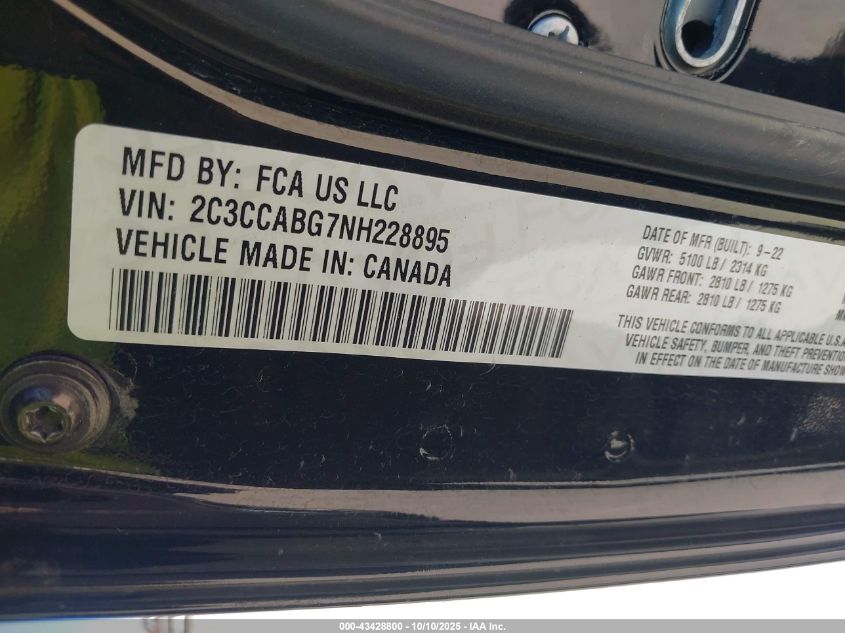 MFD BY: FCA US LLC
VIN: 2C3CCABG7NH228895
VEHICLE MADE IN: CANADA
DATE OF MFR (BUILT): 9-22
GVWR: 5100 LB / 2314 KG
GAWR FRONT: 2810 LB / 1275 KG
GAWR REAR: 2810 LB / 1275 KG
THIS VEHICLE CONFORMS TO ALL APPLICABLE U.S.A
VEHICLE SAFETY, BUMPER, AND THEFT PREVENTION
IN EFFECT ON THE DATE OF MANUFACTURE SHOW
000-43428800 - 10/10/2025 - IAA Inc.